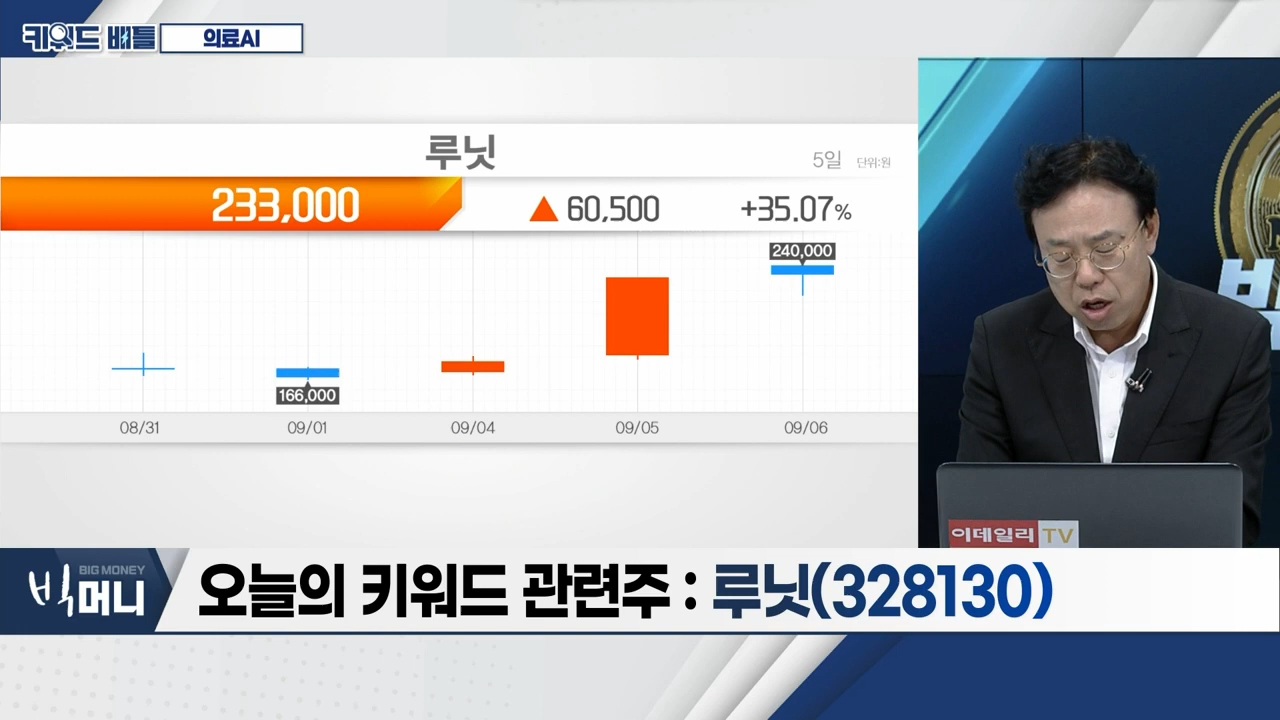 키워드 배틀
의료AI
루닛
5일 단위:원
233,000 ▲ 60,500 +35.07%
240,000
166,000
08/31 09/01 09/04 09/05 09/06
이데일리 TV
BIG MONEY
빅머니
오늘의 키워드 관련주 : 루닛(328130)